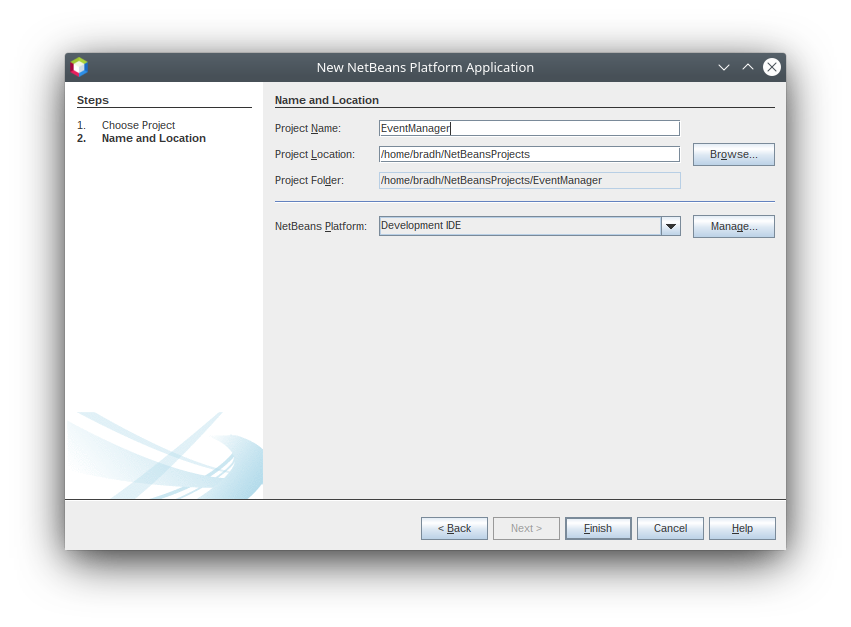 New NetBeans Platform Application
Steps
1. Choose Project
2. Name and Location
Name and Location
Project Name: EventManager
Project Location: /home/bradh/NetBeansProjects Browse...
Project Folder: /home/bradh/NetBeansProjects/EventManager
NetBeans Platform: Development IDE Manage...
< Back Next > Finish Cancel Help